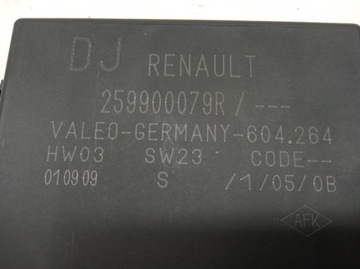 DJ RENAULT
259900079R/---
VALEO-GERMANY-604.264
HW03 SW23 CODE--
010909 S /1/05/0B
AFK